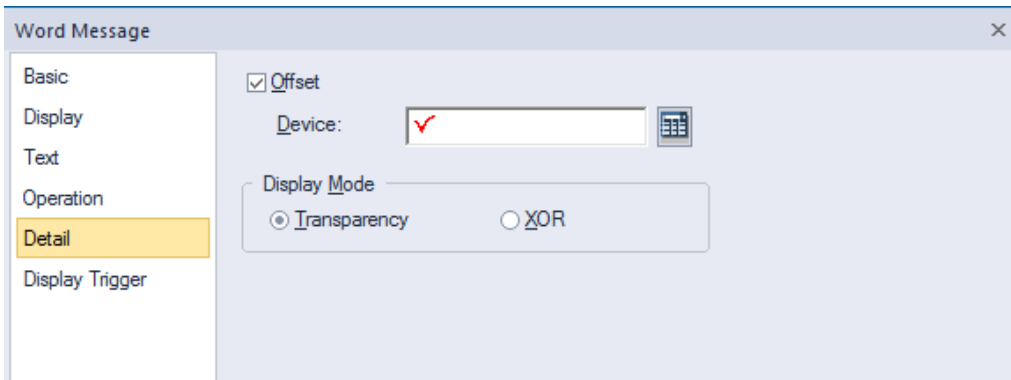 Word Message
Basic
Display
Text
Operation
Detail
Display Trigger
Offset
Device:
Display Mode
Transparency
XOR